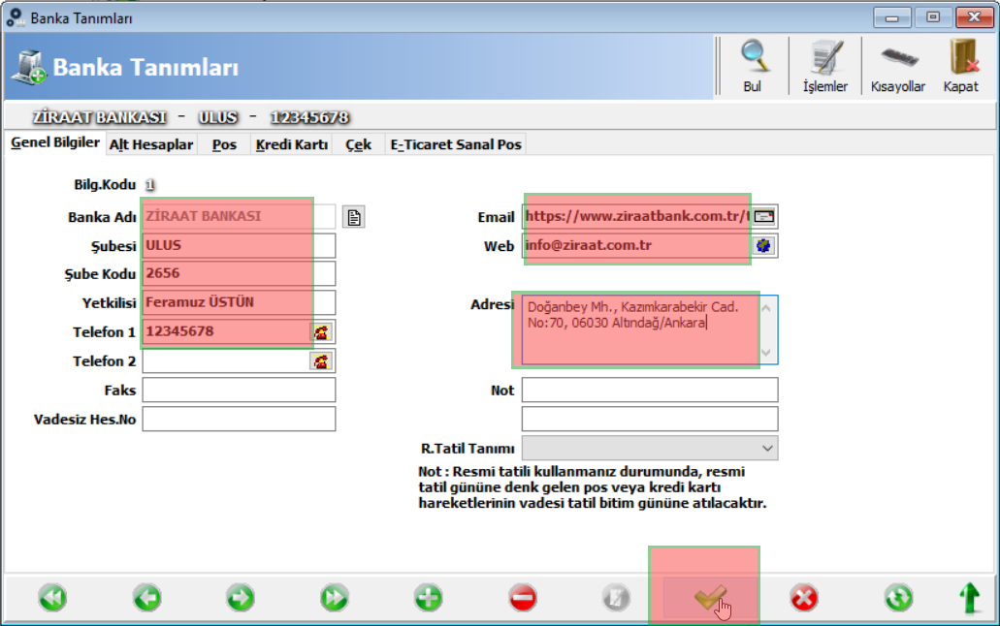 Banka Tanımları
Banka Tanımları
Bul
İşlemler
Kısayollar
Kapat
ZİRAAT BANKASI - ULUS - 12345678
Genel Bilgiler Alt Hesaplar Pos Kredi Kartı Çek E-Ticaret Sanal Pos
Bilg.Kodu 1
Banka Adı ZİRAAT BANKASI
Şubesi ULUS
Şube Kodu 2656
Yetkilisi Feramuz ÜSTÜN
Telefon 1 12345678
Telefon 2
Faks
Vadesiz Hes.No
Email https://www.ziraatbank.com.tr/t
Web info@ziraat.com.tr
Adresi Doğanbey Mh., Kazımkarabekir Cad.
No:70, 06030 Altındağ/Ankara
Not
R.Tatil Tanımı
Not : Resmi tatili kullanmanız durumunda, resmi
tatil gününe denk gelen pos veya kredi kartı
hareketlerinin vadesi tatil bitim gününe atılacaktır.